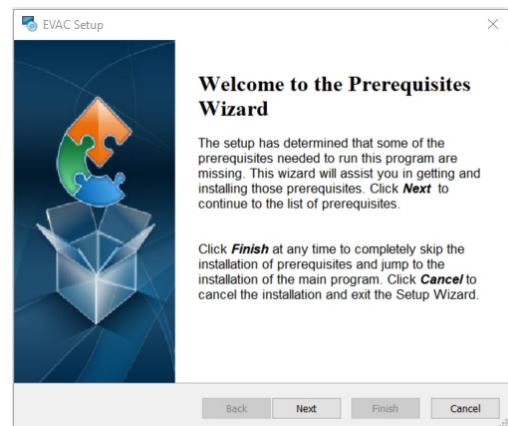 EVAC Setup
Welcome to the Prerequisites
Wizard
The setup has determined that some of the
prerequisites needed to run this program are
missing. This wizard will assist you in getting and
installing those prerequisites. Click Next to
continue to the list of prerequisites.
Click Finish at any time to completely skip the
installation of prerequisites and jump to the
installation of the main program. Click Cancel to
cancel the installation and exit the Setup Wizard.
Back Next Finish Cancel